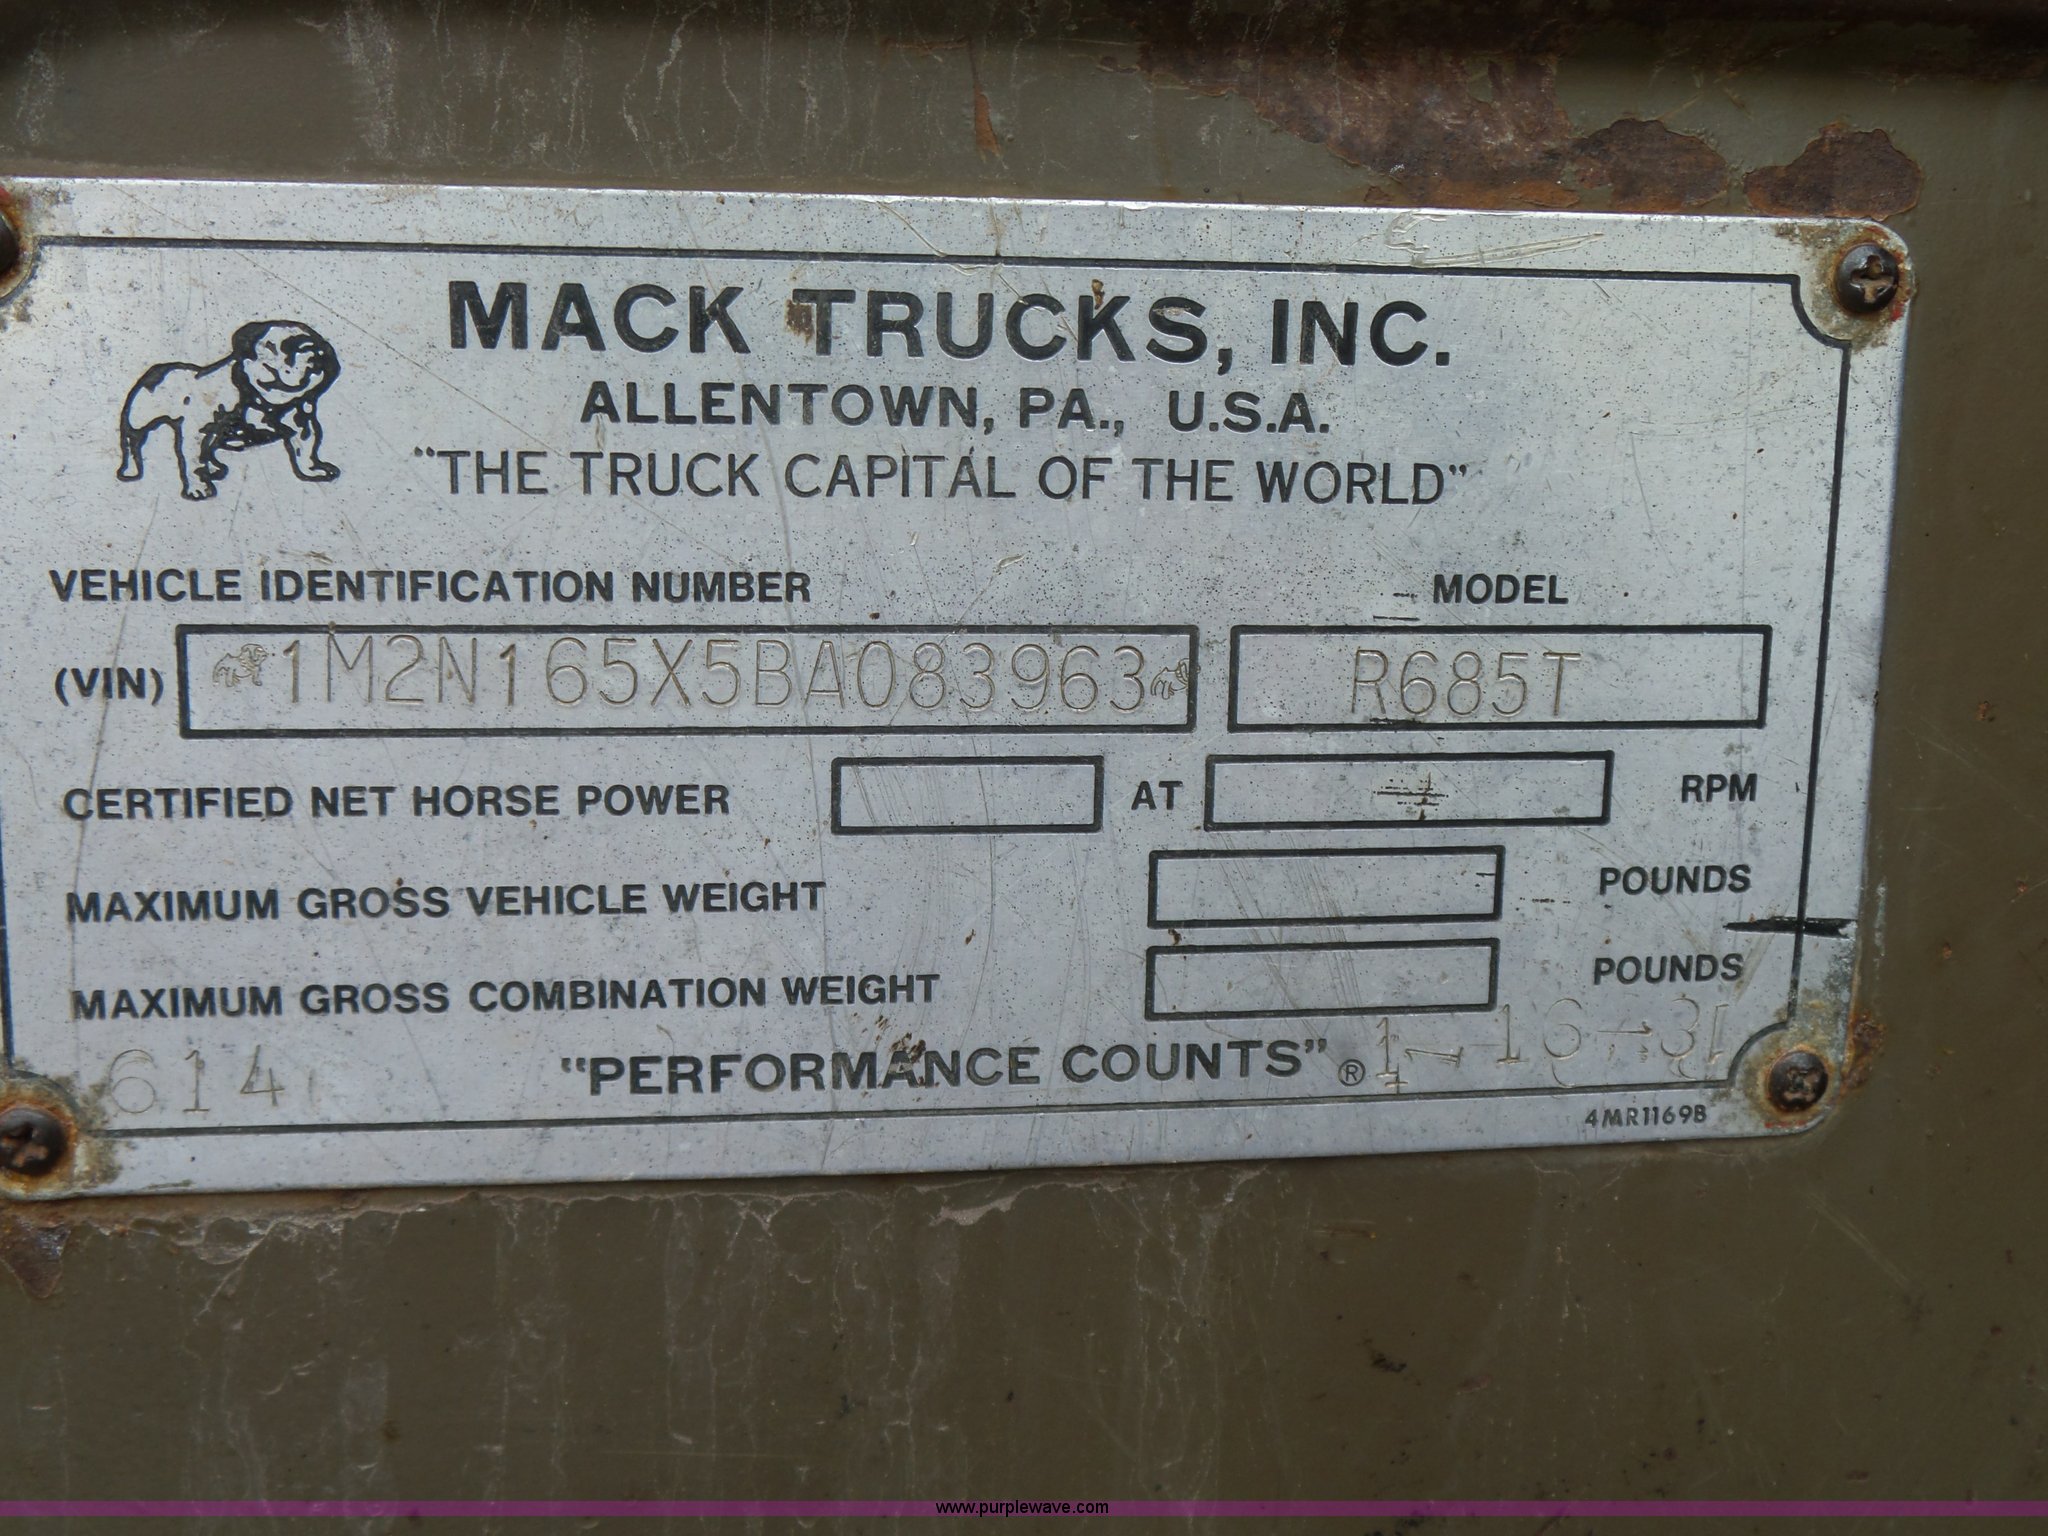 MACK TRUCKS, INC.
ALLENTOWN, PA., U.S.A.
"THE TRUCK CAPITAL OF THE WORLD"
VEHICLE IDENTIFICATION NUMBER MODEL
(VIN) 1M2N165X5BA083963 R685T
CERTIFIED NET HORSE POWER AT RPM
MAXIMUM GROSS VEHICLE WEIGHT POUNDS
MAXIMUM GROSS COMBINATION WEIGHT POUNDS
614 "PERFORMANCE COUNTS"®
4MR1169B
www.purplewave.com